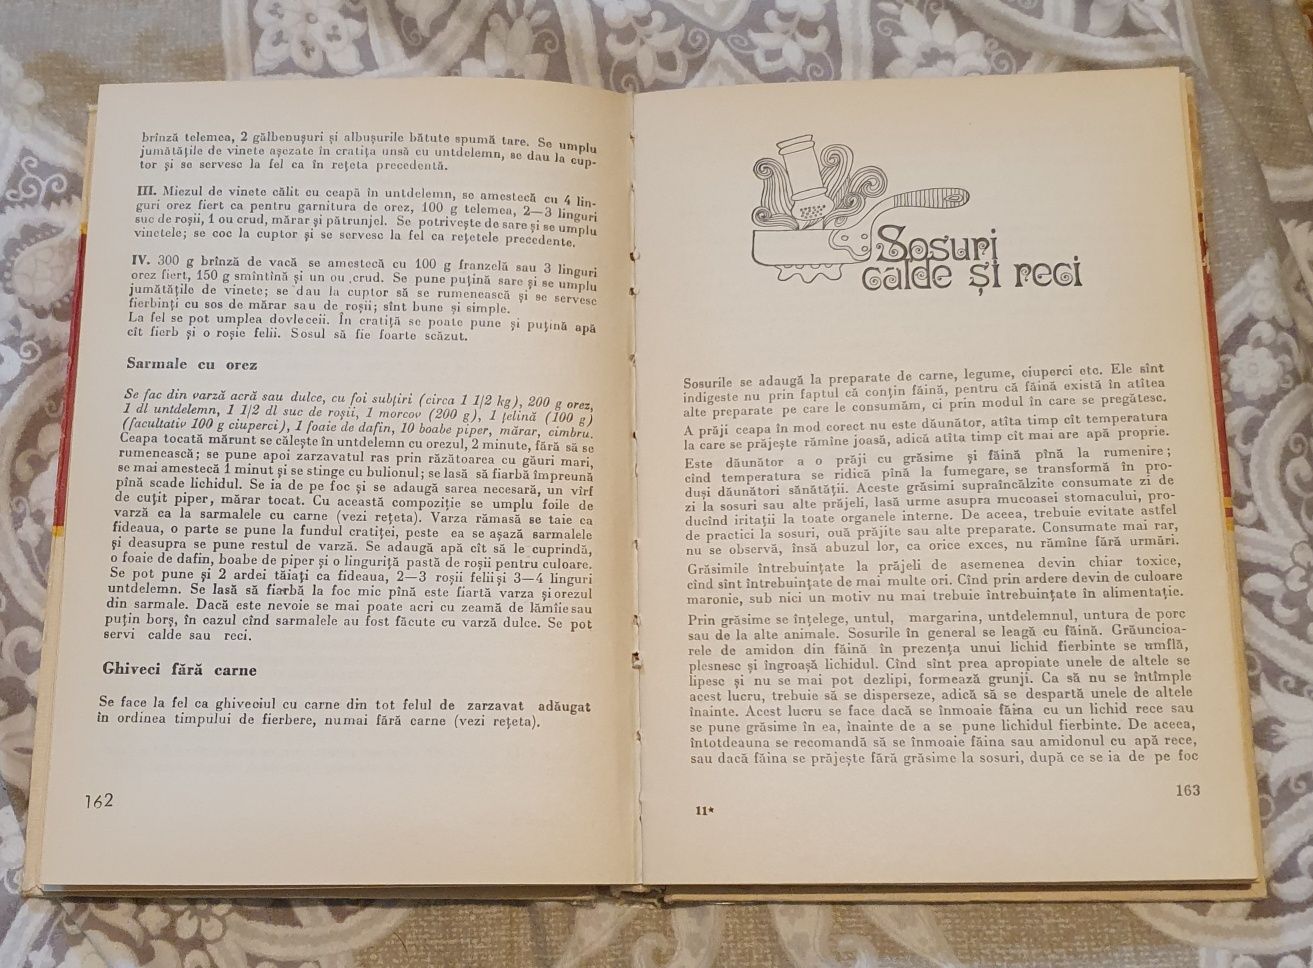 brînză telemea, 2 gălbenușuri și albușurile bătute spumă tare. Se umplu
jumătățile de vinete așezate în cratița unsă cu untdelemn, se dau la cup-
tor și se servesc la fel ca în rețeta precedentă.
III. Miezul de vinete călit cu ceapă în untdelemn, se amestecă cu 4 lin-
guri orez fiert ca pentru garnitura de orez, 100 g telemea, 2—3 linguri
suc de roșii, 1 ou crud, mărar și pătrunjel. Se potrivește de sare și se umplu
vinetele; se coc la cuptor și se servesc la fel ca rețetele precedente.
IV. 300 g brînză de vacă se amestecă cu 100 g franzelă sau 3 linguri
orez fiert, 150 g smîntînă și un ou crud. Se pune puțină sare și se umplu
jumătățile de vinete; se dau la cuptor să se rumenească și se servesc
fierbinți cu sos de mărar sau de roșii; sînt bune și simple.
La fel se pot umplea dovleceii. În cratiță se poate pune și puțină apă
cît fierb și o roșie felii. Sosul să fie foarte scăzut.
Sarmale cu orez
Se fac din varză acră sau dulce, cu foi subțiri (circa 1 1/2 kg), 200 g orez,
1 dl untdelemn, 1 1/2 dl suc de roșii, 1 morcov (200 g), 1 țelină (100 g)
(facultativ 100 g ciuperci), 1 foaie de dafin, 10 boabe piper, mărar, cimbru.
Ceapa tocată mărunt se călește în untdelemn cu orezul, 2 minute, fără să se
rumenească; se pune apoi zarzavatul ras prin răzătoarea cu găuri mari,
se mai amestecă 1 minut și se stinge cu bulionul; se lasă să fiarbă împreună
pînă scade lichidul. Se ia de pe foc și se adaugă sarea necesară, un vîrf
de cuțit piper, mărar tocat. Cu această compoziție se umplu foile de
varză ca la sarmalele cu carne (vezi rețeta). Varza rămasă se taie ca
fideaua, o parte se pune la fundul cratiței, peste ea se așază sarmalele
și deasupra se pune restul de varză. Se adaugă apă cît să le cuprindă,
o foaie de dafin, boabe de piper și o linguriță pastă de roșii pentru culoare.
Se pot pune și 2 ardei tăiați ca fideaua, 2—3 roșii felii și 3—4 linguri
untdelemn. Se lasă să fiarbă la foc mic pînă este fiartă varza și orezul
din sarmale. Dacă este nevoie se mai poate acri cu zeamă de lămîie sau
puțin borș, în cazul cînd sarmalele au fost făcute cu varză dulce. Se pot
servi calde sau reci.
Ghiveci fără carne
Se face la fel ca ghiveciul cu carne din tot felul de zarzavat adăugat
în ordinea timpului de fierbere, numai fără carne (vezi rețeta).
162
Sosuri
calde și reci
Sosurile se adaugă la preparate de carne, legume, ciuperci etc. Ele sînt
indigeste nu prin faptul că conțin făină, pentru că făină există în atîtea
alte preparate pe care le consumăm, ci prin modul în care se pregătesc.
A prăji ceapa în mod corect nu este dăunător, atîta timp cît temperatura
la care se prăjește rămîne joasă, adică atîta timp cît mai are apă proprie.
Este dăunător a o prăji cu grăsime și făină pînă la rumenire;
cînd temperatura se ridică pînă la fumegare, se transformă în pro-
duși dăunători sănătății. Aceste grăsimi supraîncălzite consumate zi de
zi la sosuri sau alte prăjeli, lasă urme asupra mucoasei stomacului, pro-
ducînd iritații la toate organele interne. De aceea, trebuie evitate astfel
de practici la sosuri, ouă prăjite sau alte preparate. Consumate mai rar,
nu se observă, însă abuzul lor, ca orice exces, nu rămîne fără urmări.
Grăsimile întrebuințate la prăjeli de asemenea devin chiar toxice,
cînd sînt întrebuințate de mai multe ori. Cînd prin ardere devin de culoare
maronie, sub nici un motiv nu mai trebuie întrebuințate în alimentație.
Prin grăsime se înțelege, untul, margarina, untdelemnul, untura de porc
sau de la alte animale. Sosurile în general se leagă cu făină. Grăuncioa-
rele de amidon din făină în prezența unui lichid fierbinte se umflă,
plesnesc și îngroașă lichidul. Cînd sînt prea apropiate unele de altele se
lipesc și nu se mai pot dezlipi, formează grunji. Ca să nu se întîmple
acest lucru, trebuie să se disperseze, adică să se despartă unele de altele
înainte. Acest lucru se face dacă se înmoaie făina cu un lichid rece sau
se pune grăsime în ea, înainte de a se pune lichidul fierbinte. De aceea,
întotdeauna se recomandă să se înmoaie făina sau amidonul cu apă rece,
sau dacă făina se prăjește fără grăsime la sosuri, după ce se ia de pe foc
163
11*